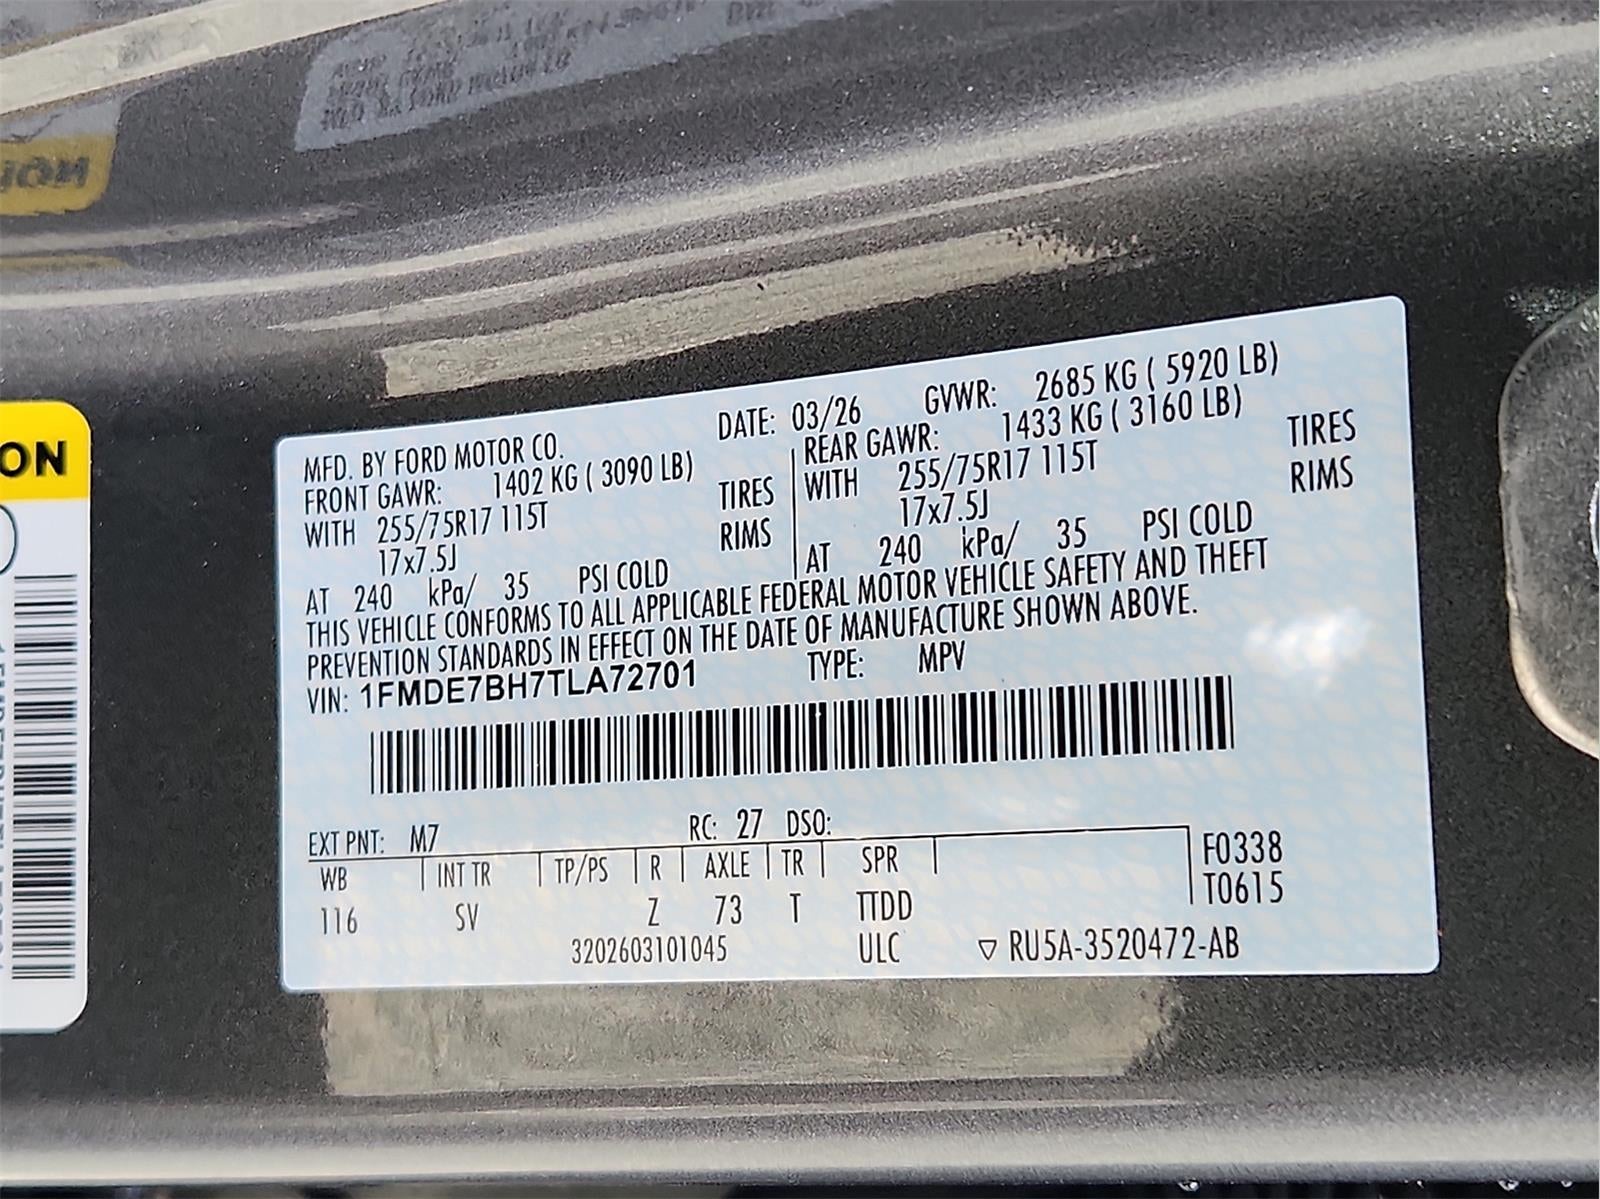 ON
DATE: 03/26 GVWR: 2685 KG ( 5920 LB)
MFD. BY FORD MOTOR CO.
FRONT GAWR: 1402 KG ( 3090 LB)
WITH 255/75R17 115T TIRES
17x7.5J RIMS
AT 240 kPa/ 35 PSI COLD
REAR GAWR: 1433 KG ( 3160 LB)
WITH 255/75R17 115T TIRES
17x7.5J RIMS
AT 240 kPa/ 35 PSI COLD
THIS VEHICLE CONFORMS TO ALL APPLICABLE FEDERAL MOTOR VEHICLE SAFETY AND THEFT
PREVENTION STANDARDS IN EFFECT ON THE DATE OF MANUFACTURE SHOWN ABOVE.
VIN: 1FMDE7BH7TLA72701 TYPE: MPV
EXT PNT: M7 RC: 27 DSO:
WB INT TR TP/PS R AXLE TR SPR F0338
116 SV Z 73 T TTDD T0615
3202603101045 ULC ▽ RU5A-3520472-AB